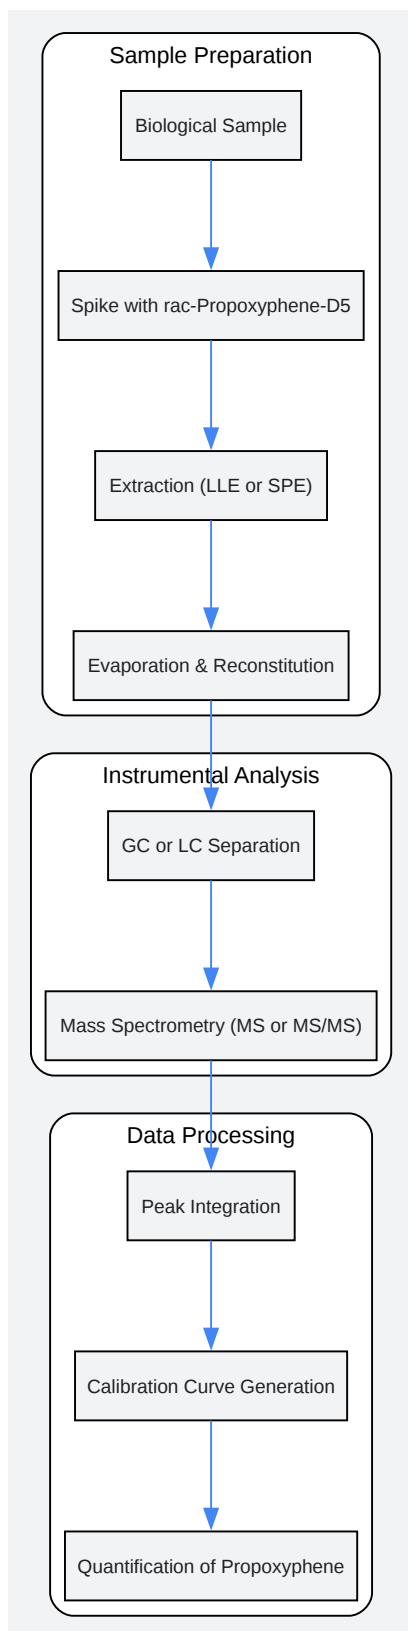 Sample Preparation
Biological Sample
Spike with rac-Propoxyphene-D5
Extraction (LLE or SPE)
Evaporation & Reconstitution
Instrumental Analysis
GC or LC Separation
Mass Spectrometry (MS or MS/MS)
Data Processing
Peak Integration
Calibration Curve Generation
Quantification of Propoxyphene